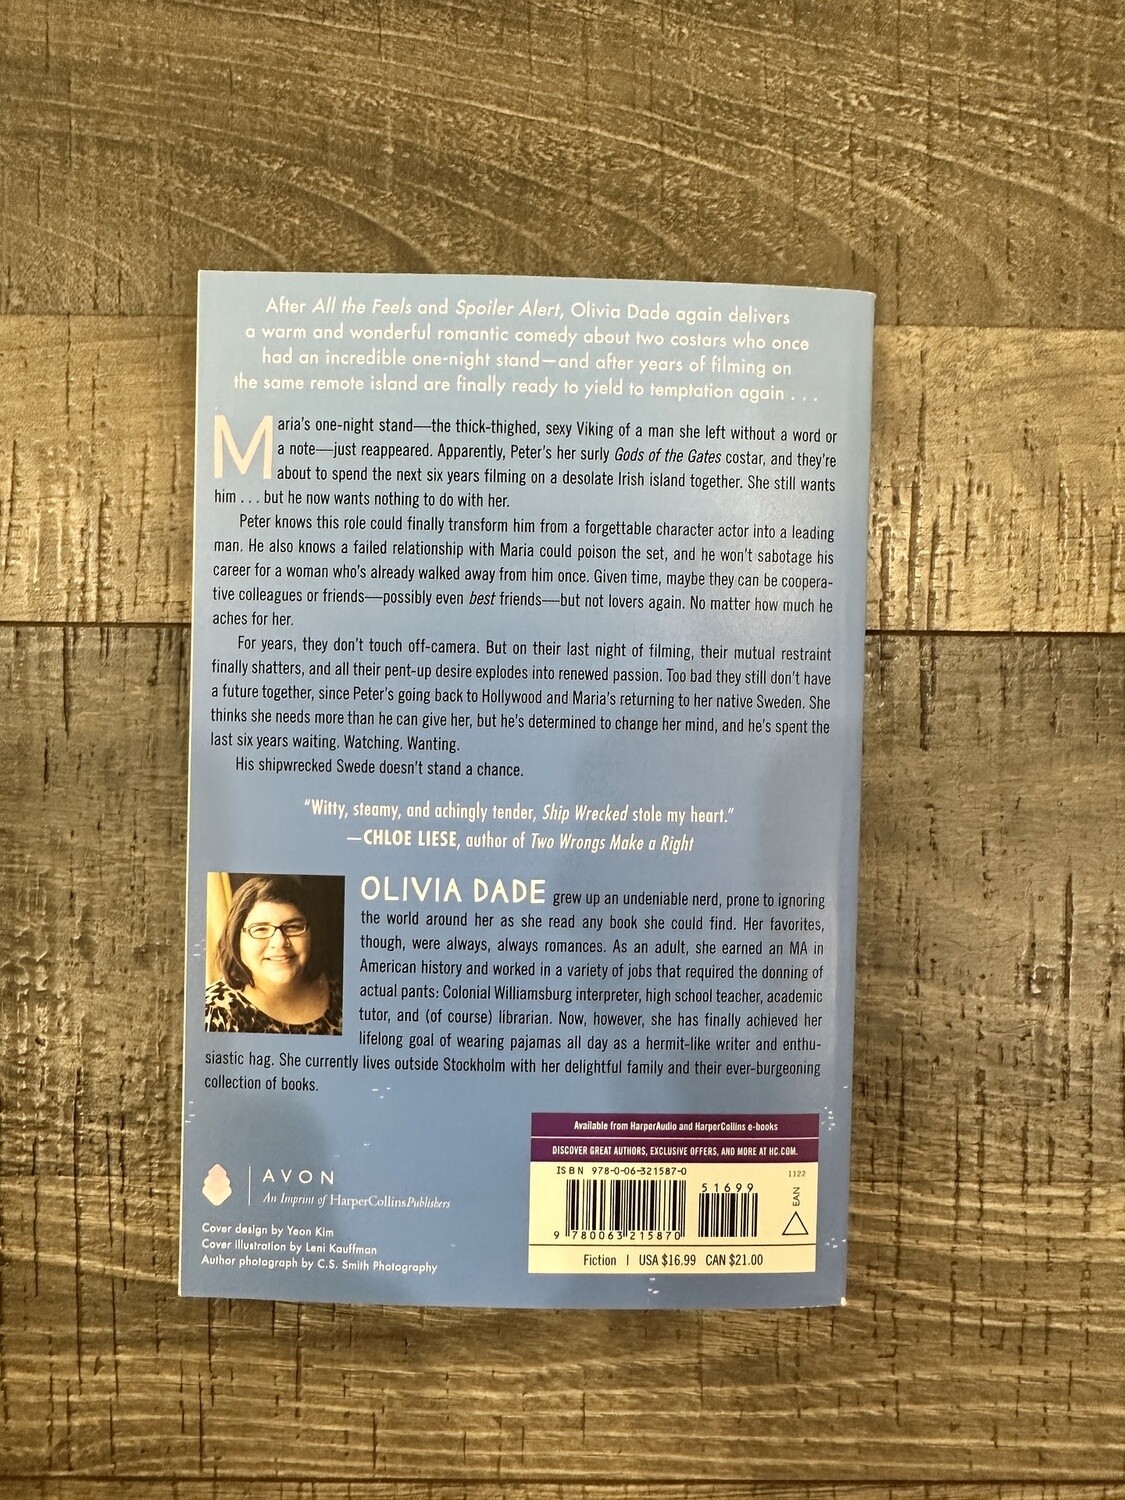 After All the Feels and Spoiler Alert, Olivia Dade again delivers
a warm and wonderful romantic comedy about two costars who once
had an incredible one-night stand—and after years of filming on
the same remote island are finally ready to yield to temptation again . . .
Maria's one-night stand—the thick-thighed, sexy Viking of a man she left without a word or
a note—just reappeared. Apparently, Peter's her surly Gods of the Gates costar, and they're
about to spend the next six years filming on a desolate Irish island together. She still wants
him . . . but he now wants nothing to do with her.
Peter knows this role could finally transform him from a forgettable character actor into a leading
man. He also knows a failed relationship with Maria could poison the set, and he won't sabotage his
career for a woman who's already walked away from him once. Given time, maybe they can be coopera-
tive colleagues or friends—possibly even best friends—but not lovers again. No matter how much he
aches for her.
For years, they don't touch off-camera. But on their last night of filming, their mutual restraint
finally shatters, and all their pent-up desire explodes into renewed passion. Too bad they still don't have
a future together, since Peter's going back to Hollywood and Maria's returning to her native Sweden. She
thinks she needs more than he can give her, but he's determined to change her mind, and he's spent the
last six years waiting. Watching. Wanting.
His shipwrecked Swede doesn't stand a chance.
"Witty, steamy, and achingly tender, Ship Wrecked stole my heart."
—CHLOE LIESE, author of Two Wrongs Make a Right
OLIVIA DADE grew up an undeniable nerd, prone to ignoring
the world around her as she read any book she could find. Her favorites,
though, were always, always romances. As an adult, she earned an MA in
American history and worked in a variety of jobs that required the donning of
actual pants: Colonial Williamsburg interpreter, high school teacher, academic
tutor, and (of course) librarian. Now, however, she has finally achieved her
lifelong goal of wearing pajamas all day as a hermit-like writer and enthu-
siastic hag. She currently lives outside Stockholm with her delightful family and their ever-burgeoning
collection of books.
AVON
An Imprint of HarperCollinsPublishers
Cover design by Yeon Kim
Cover illustration by Leni Kauffman
Author photograph by C.S. Smith Photography
Available from HarperAudio and HarperCollins e-books
DISCOVER GREAT AUTHORS, EXCLUSIVE OFFERS, AND MORE AT HC.COM.
ISBN 978-0-06-321587-0
1122
51699
EAN
9 780063 215870
Fiction | USA $16.99 CAN $21.00